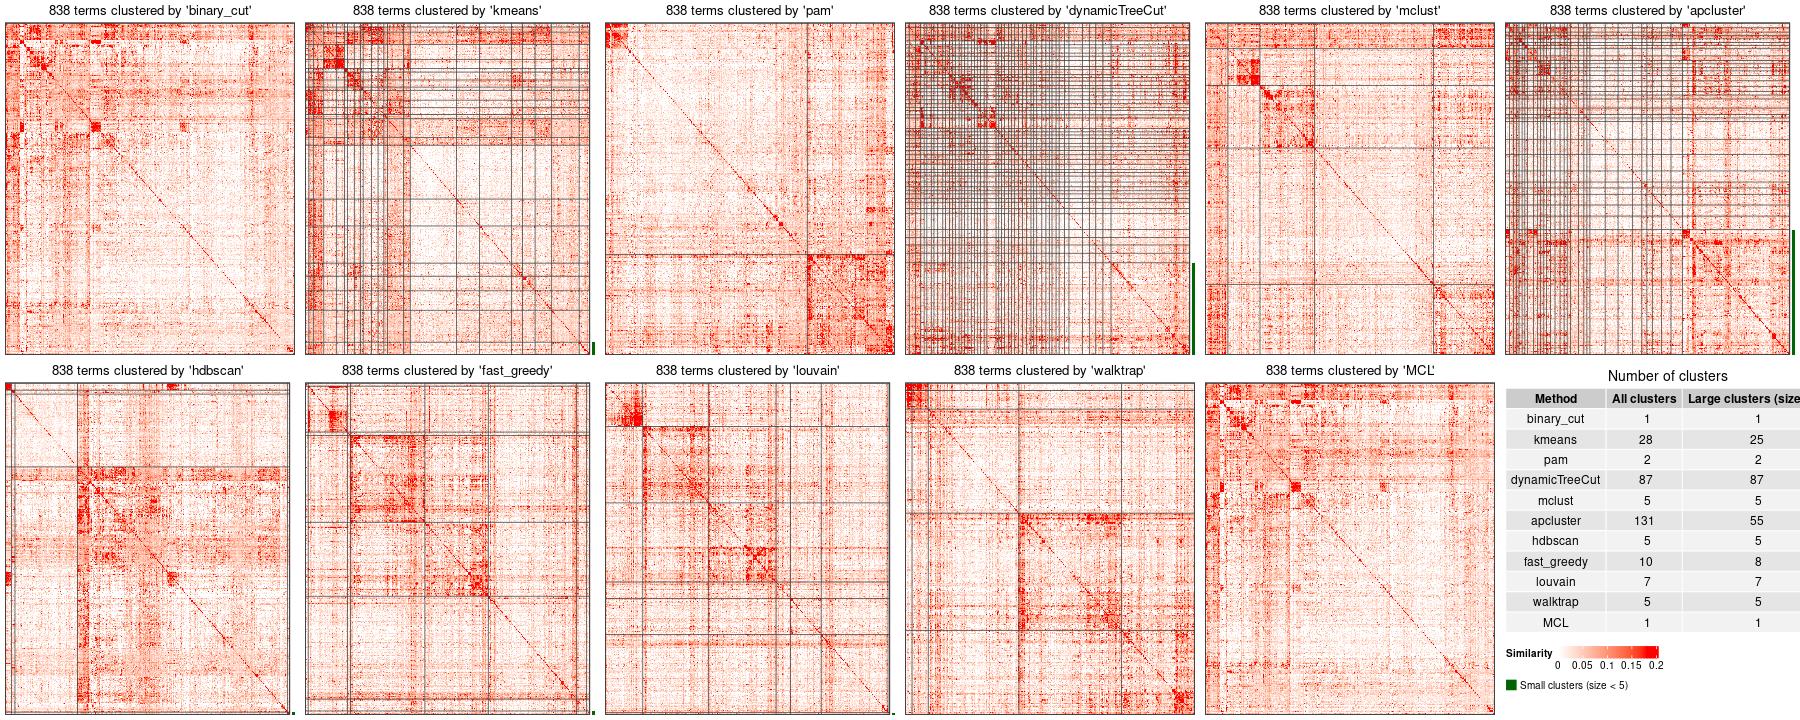 838 terms clustered by 'binary_cut'
838 terms clustered by 'kmeans'
838 terms clustered by 'pam'
838 terms clustered by 'dynamicTreeCut'
838 terms clustered by 'mclust'
838 terms clustered by 'apcluster'
838 terms clustered by 'hdbscan'
838 terms clustered by 'fast_greedy'
838 terms clustered by 'louvain'
838 terms clustered by 'walktrap'
838 terms clustered by 'MCL'
Number of clusters
Method All clusters Large clusters (size
binary_cut 1 1
kmeans 28 25
pam 2 2
dynamicTreeCut 87 87
mclust 5 5
apcluster 131 55
hdbscan 5 5
fast_greedy 10 8
louvain 7 7
walktrap 5 5
MCL 1 1
Similarity
0 0.05 0.1 0.15 0.2
Small clusters (size < 5)